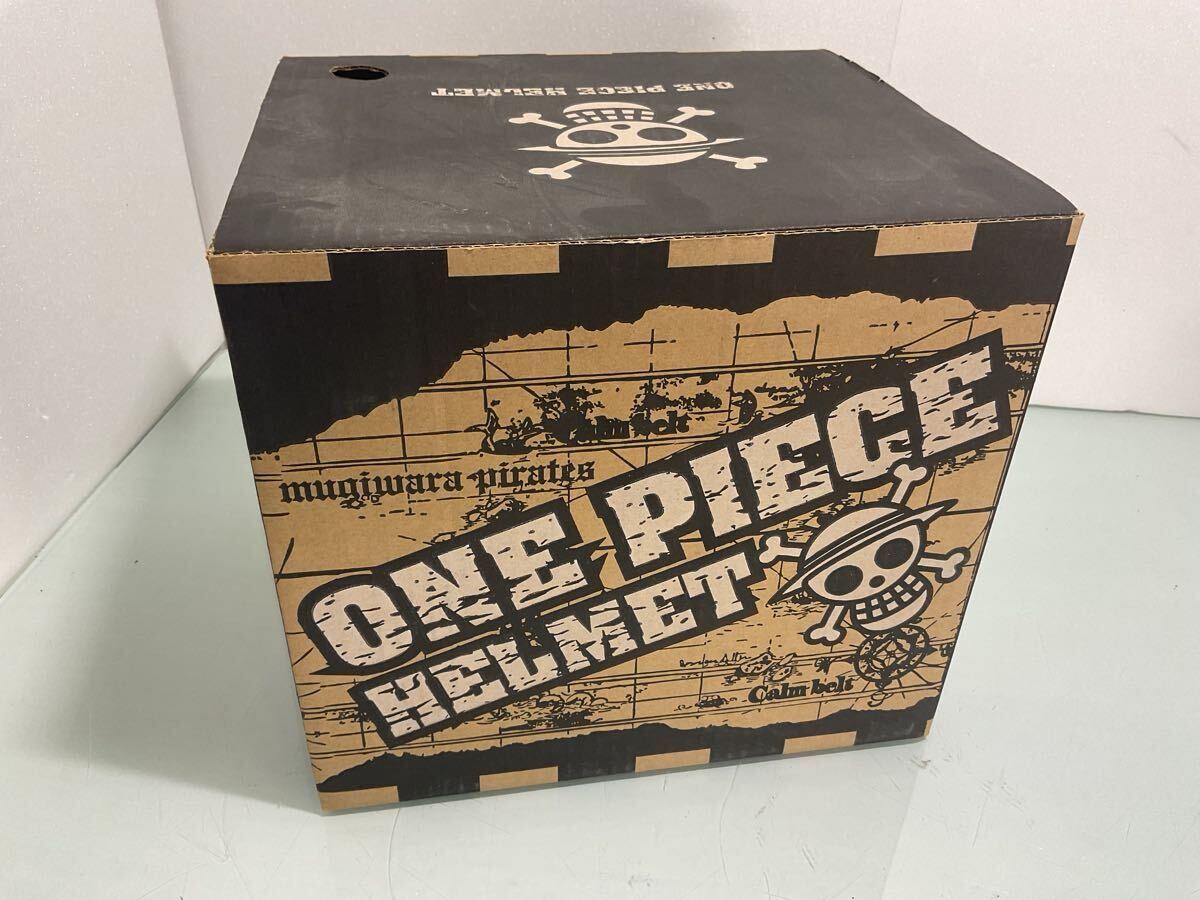 ONE PIECE HELMET
Calm belt
mugiwara pirates
ONE PIECE
HELMET
Calm belt